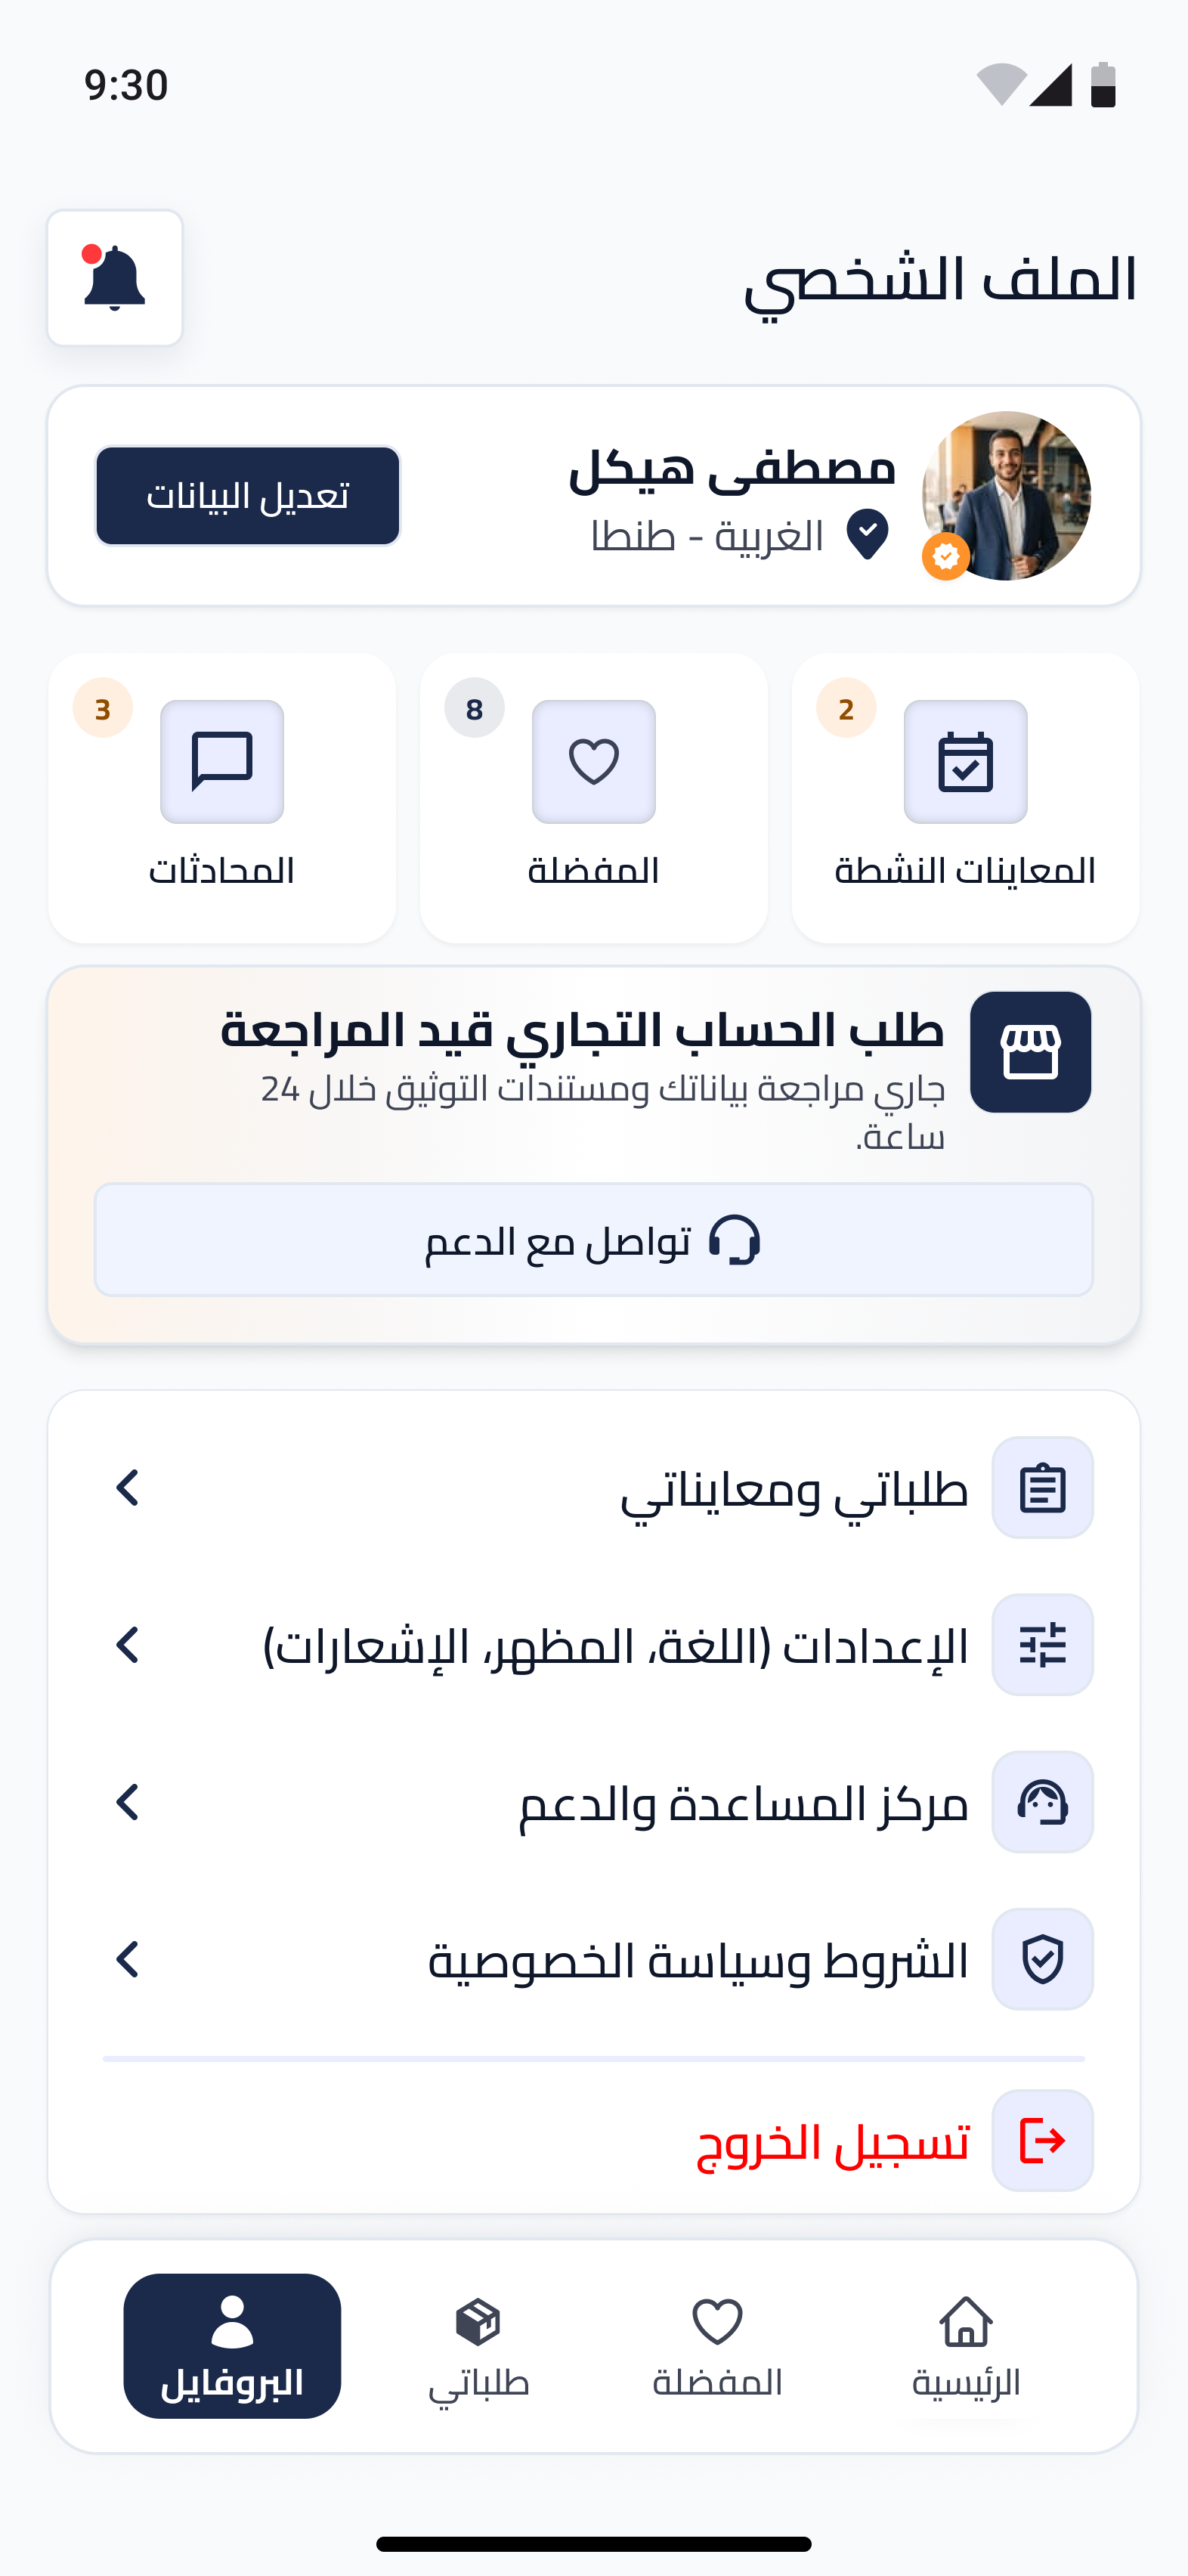 9:30
الملف الشخصي
مصطفى هيكل
الغربية - طنطا
تعديل البيانات
2
المعاينات النشطة
8
المفضلة
3
المحادثات
طلب الحساب التجاري قيد المراجعة
جاري مراجعة بياناتك ومستندات التوثيق خلال 24
ساعة.
تواصل مع الدعم
طلباتي ومعايناتي
الإعدادات (اللغة، المظهر، الإشعارات)
مركز المساعدة والدعم
الشروط وسياسة الخصوصية
تسجيل الخروج
الرئيسية
المفضلة
طلباتي
البروفايل